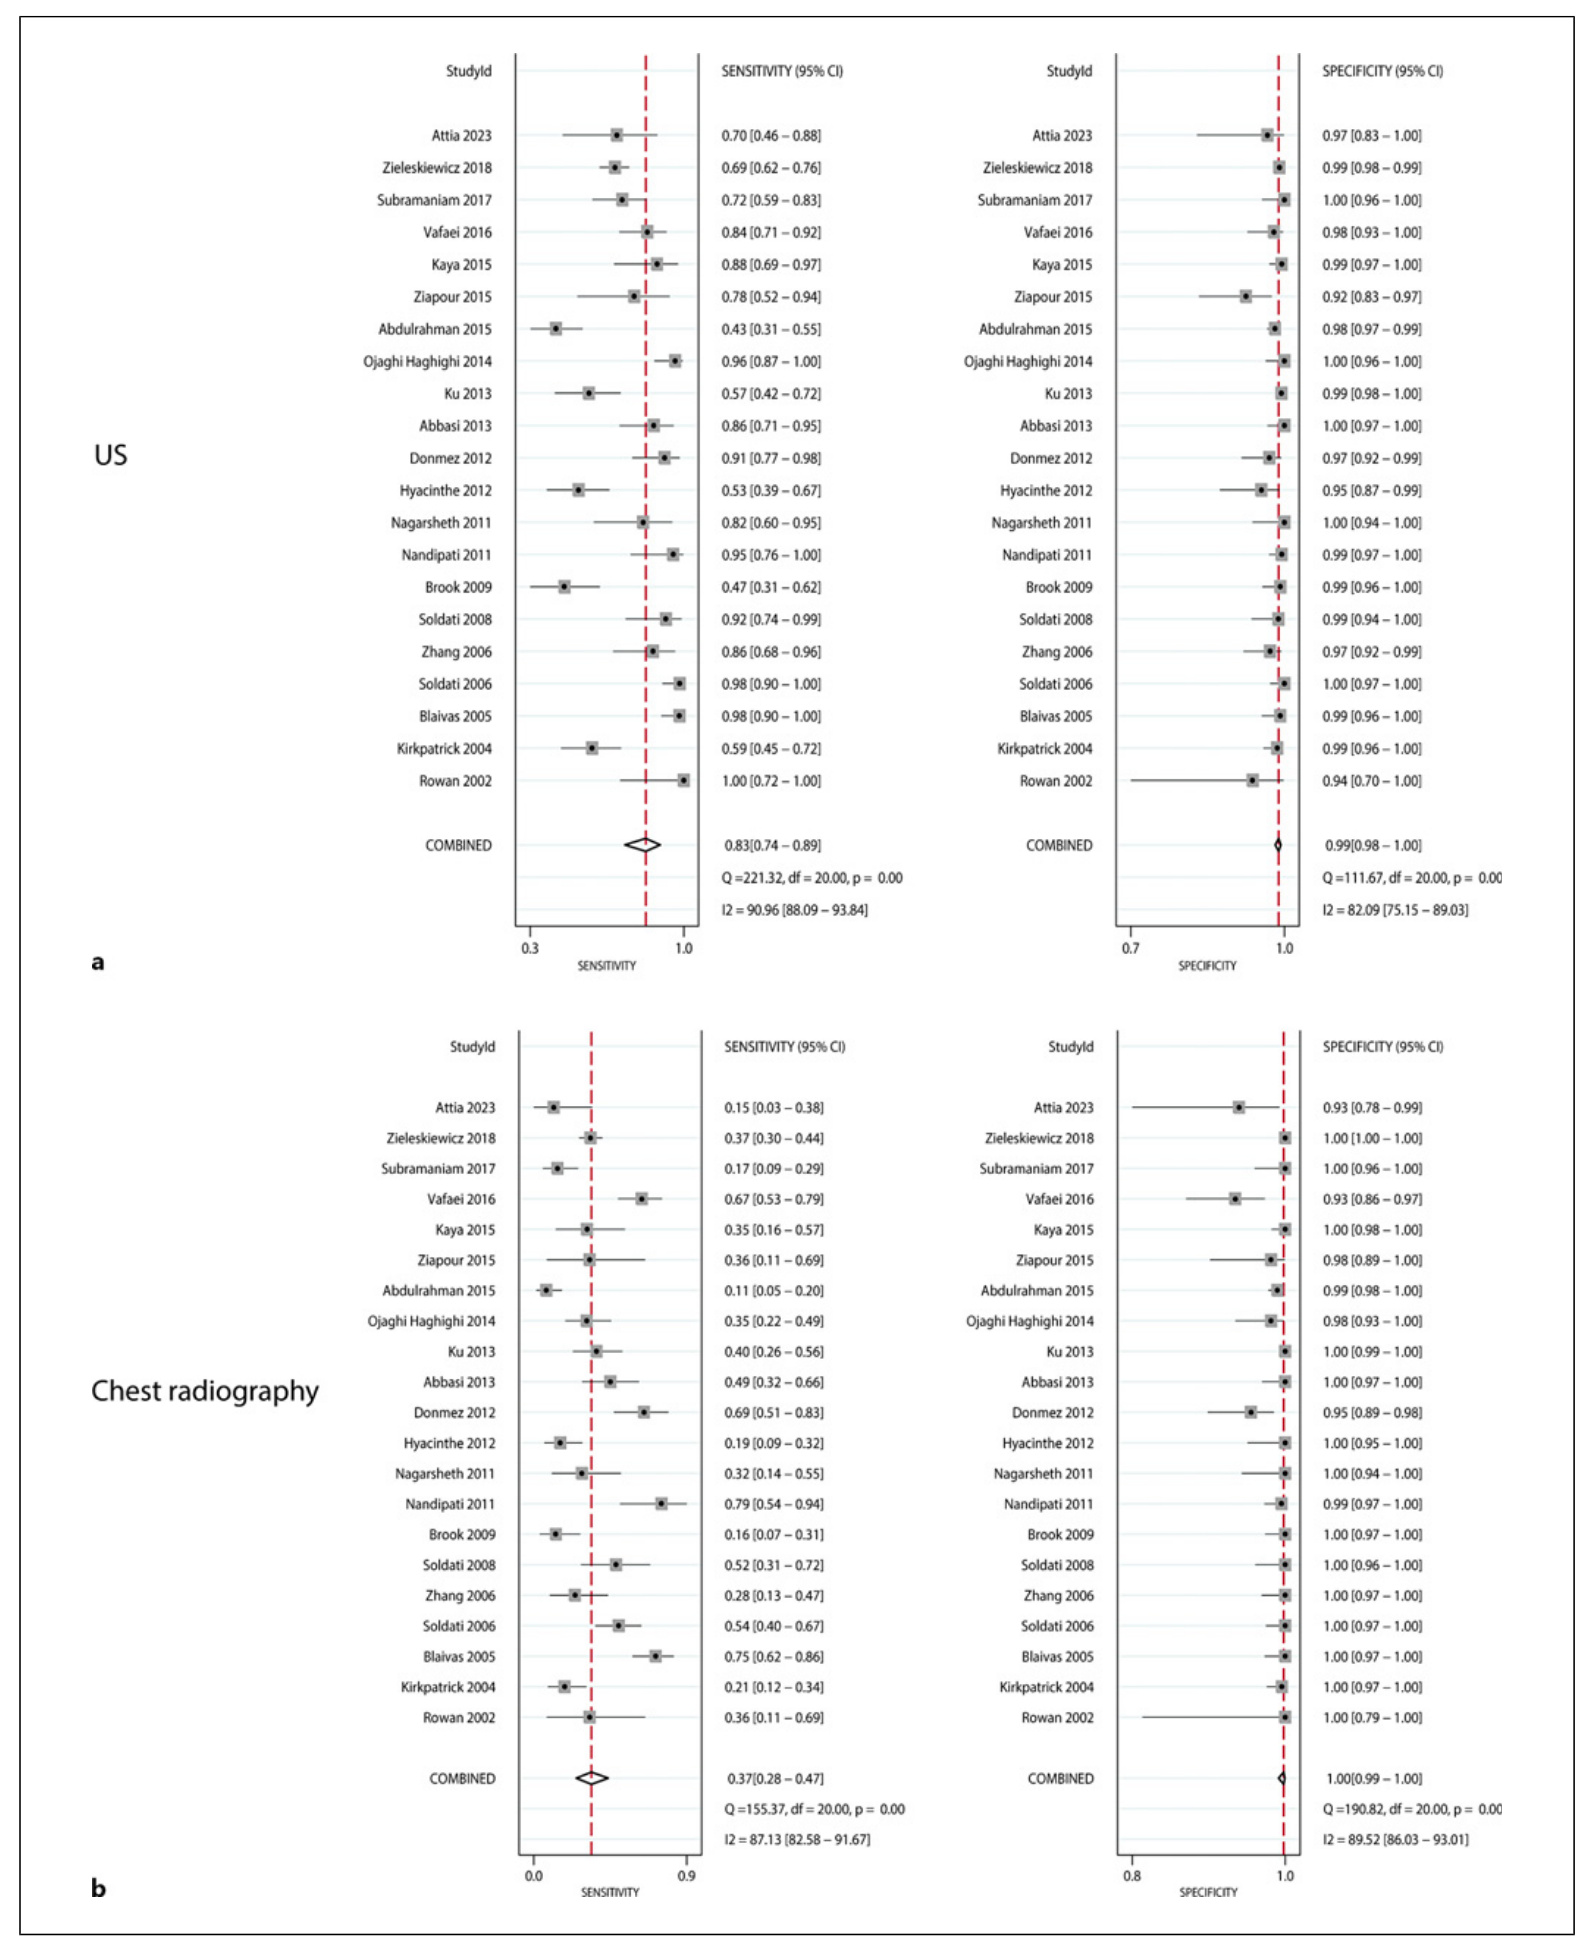 StudyId SENSITIVITY (95% CI) StudyId SPECIFICITY (95% CI)
Attia 2023 0.70 [0.46 – 0.88] Attia 2023 0.97 [0.83 – 1.00]
Zieleskiewicz 2018 0.69 [0.62 – 0.76] Zieleskiewicz 2018 0.99 [0.98 – 0.99]
Subramaniam 2017 0.72 [0.59 – 0.83] Subramaniam 2017 1.00 [0.96 – 1.00]
Vafaei 2016 0.84 [0.71 – 0.92] Vafaei 2016 0.98 [0.93 – 1.00]
Kaya 2015 0.88 [0.69 – 0.97] Kaya 2015 0.99 [0.97 – 1.00]
Ziapour 2015 0.78 [0.52 – 0.94] Ziapour 2015 0.92 [0.83 – 0.97]
Abdulrahman 2015 0.43 [0.31 – 0.55] Abdulrahman 2015 0.98 [0.97 – 0.99]
Ojaghi Haghighi 2014 0.96 [0.87 – 1.00] Ojaghi Haghighi 2014 1.00 [0.96 – 1.00]
Ku 2013 0.57 [0.42 – 0.72] Ku 2013 0.99 [0.98 – 1.00]
Abbasi 2013 0.86 [0.71 – 0.95] Abbasi 2013 1.00 [0.97 – 1.00]
US
Donmez 2012 0.91 [0.77 – 0.98] Donmez 2012 0.97 [0.92 – 0.99]
Hyacinthe 2012 0.53 [0.39 – 0.67] Hyacinthe 2012 0.95 [0.87 – 0.99]
Nagarsheth 2011 0.82 [0.60 – 0.95] Nagarsheth 2011 1.00 [0.94 – 1.00]
Nandipati 2011 0.95 [0.76 – 1.00] Nandipati 2011 0.99 [0.97 – 1.00]
Brook 2009 0.47 [0.31 – 0.62] Brook 2009 0.99 [0.96 – 1.00]
Soldati 2008 0.92 [0.74 – 0.99] Soldati 2008 0.99 [0.94 – 1.00]
Zhang 2006 0.86 [0.68 – 0.96] Zhang 2006 0.97 [0.92 – 0.99]
Soldati 2006 0.98 [0.90 – 1.00] Soldati 2006 1.00 [0.97 – 1.00]
Blaivas 2005 0.98 [0.90 – 1.00] Blaivas 2005 0.99 [0.96 – 1.00]
Kirkpatrick 2004 0.59 [0.45 – 0.72] Kirkpatrick 2004 0.99 [0.96 – 1.00]
Rowan 2002 1.00 [0.72 – 1.00] Rowan 2002 0.94 [0.70 – 1.00]
COMBINED 0.83[0.74 – 0.89] COMBINED 0.99[0.98 – 1.00]
Q =221.32, df = 20.00, p = 0.00 Q =111.67, df = 20.00, p = 0.00
I2 = 90.96 [88.09 – 93.84] I2 = 82.09 [75.15 – 89.03]
0.3 1.0 0.7 1.0
a SENSITIVITY SPECIFICITY
StudyId SENSITIVITY (95% CI) StudyId SPECIFICITY (95% CI)
Attia 2023 0.15 [0.03 – 0.38] Attia 2023 0.93 [0.78 – 0.99]
Zieleskiewicz 2018 0.37 [0.30 – 0.44] Zieleskiewicz 2018 1.00 [1.00 – 1.00]
Subramaniam 2017 0.17 [0.09 – 0.29] Subramaniam 2017 1.00 [0.96 – 1.00]
Vafaei 2016 0.67 [0.53 – 0.79] Vafaei 2016 0.93 [0.86 – 0.97]
Kaya 2015 0.35 [0.16 – 0.57] Kaya 2015 1.00 [0.98 – 1.00]
Ziapour 2015 0.36 [0.11 – 0.69] Ziapour 2015 0.98 [0.89 – 1.00]
Abdulrahman 2015 0.11 [0.05 – 0.20] Abdulrahman 2015 0.99 [0.98 – 1.00]
Ojaghi Haghighi 2014 0.35 [0.22 – 0.49] Ojaghi Haghighi 2014 0.98 [0.93 – 1.00]
Ku 2013 0.40 [0.26 – 0.56] Ku 2013 1.00 [0.99 – 1.00]
Abbasi 2013 0.49 [0.32 – 0.66] Abbasi 2013 1.00 [0.97 – 1.00]
Chest radiography
Donmez 2012 0.69 [0.51 – 0.83] Donmez 2012 0.95 [0.89 – 0.98]
Hyacinthe 2012 0.19 [0.09 – 0.32] Hyacinthe 2012 1.00 [0.95 – 1.00]
Nagarsheth 2011 0.32 [0.14 – 0.55] Nagarsheth 2011 1.00 [0.94 – 1.00]
Nandipati 2011 0.79 [0.54 – 0.94] Nandipati 2011 0.99 [0.97 – 1.00]
Brook 2009 0.16 [0.07 – 0.31] Brook 2009 1.00 [0.97 – 1.00]
Soldati 2008 0.52 [0.31 – 0.72] Soldati 2008 1.00 [0.96 – 1.00]
Zhang 2006 0.28 [0.13 – 0.47] Zhang 2006 1.00 [0.97 – 1.00]
Soldati 2006 0.54 [0.40 – 0.67] Soldati 2006 1.00 [0.97 – 1.00]
Blaivas 2005 0.75 [0.62 – 0.86] Blaivas 2005 1.00 [0.97 – 1.00]
Kirkpatrick 2004 0.21 [0.12 – 0.34] Kirkpatrick 2004 1.00 [0.97 – 1.00]
Rowan 2002 0.36 [0.11 – 0.69] Rowan 2002 1.00 [0.79 – 1.00]
COMBINED 0.37[0.28 – 0.47] COMBINED 1.00[0.99 – 1.00]
Q =155.37, df = 20.00, p = 0.00 Q =190.82, df = 20.00, p = 0.00
I2 = 87.13 [82.58 – 91.67] I2 = 89.52 [86.03 – 93.01]
0.0 0.9 0.8 1.0
b SENSITIVITY SPECIFICITY